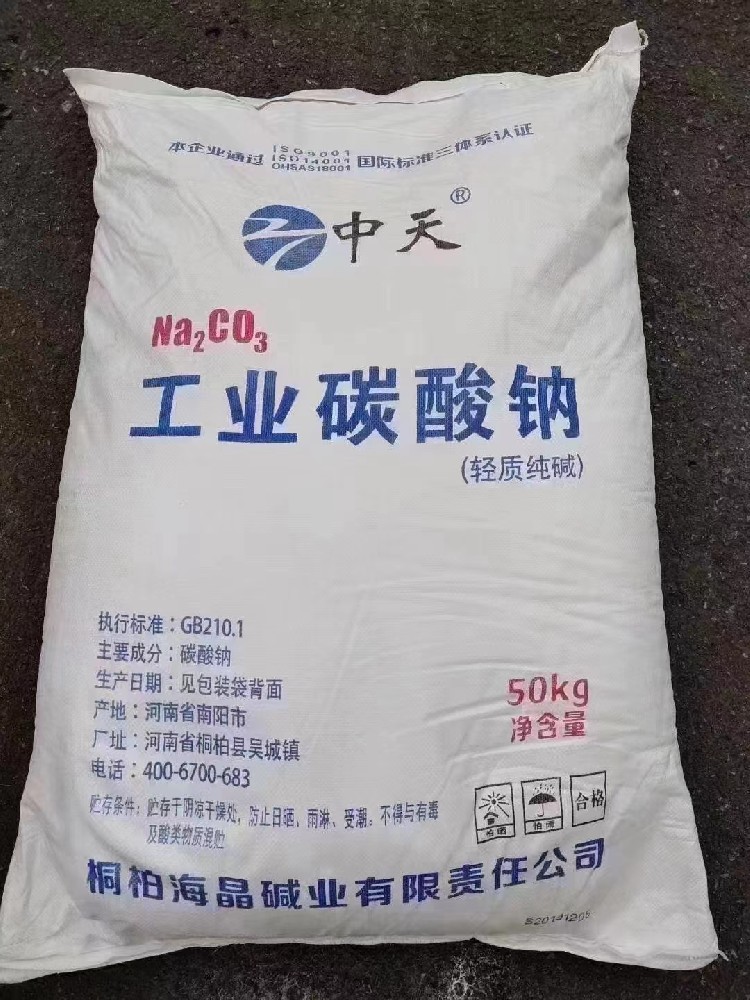 本企业通过 ISO9001 国际标准三体系认证
ISO14001
OHSAS18001
中天®
Na₂CO₃
工业碳酸钠
(轻质纯碱)
执行标准：GB210.1
主要成分：碳酸钠
生产日期：见包装袋背面
产地：河南省南阳市
厂址：河南省桐柏县吴城镇
电话：400-6700-683
50kg
净含量
贮存条件：贮存于阴凉干燥处，防止日晒、雨淋、受潮；不得与有毒
及酸类物质混贮
怕晒
怕雨
合格
桐柏海晶碱业有限责任公司